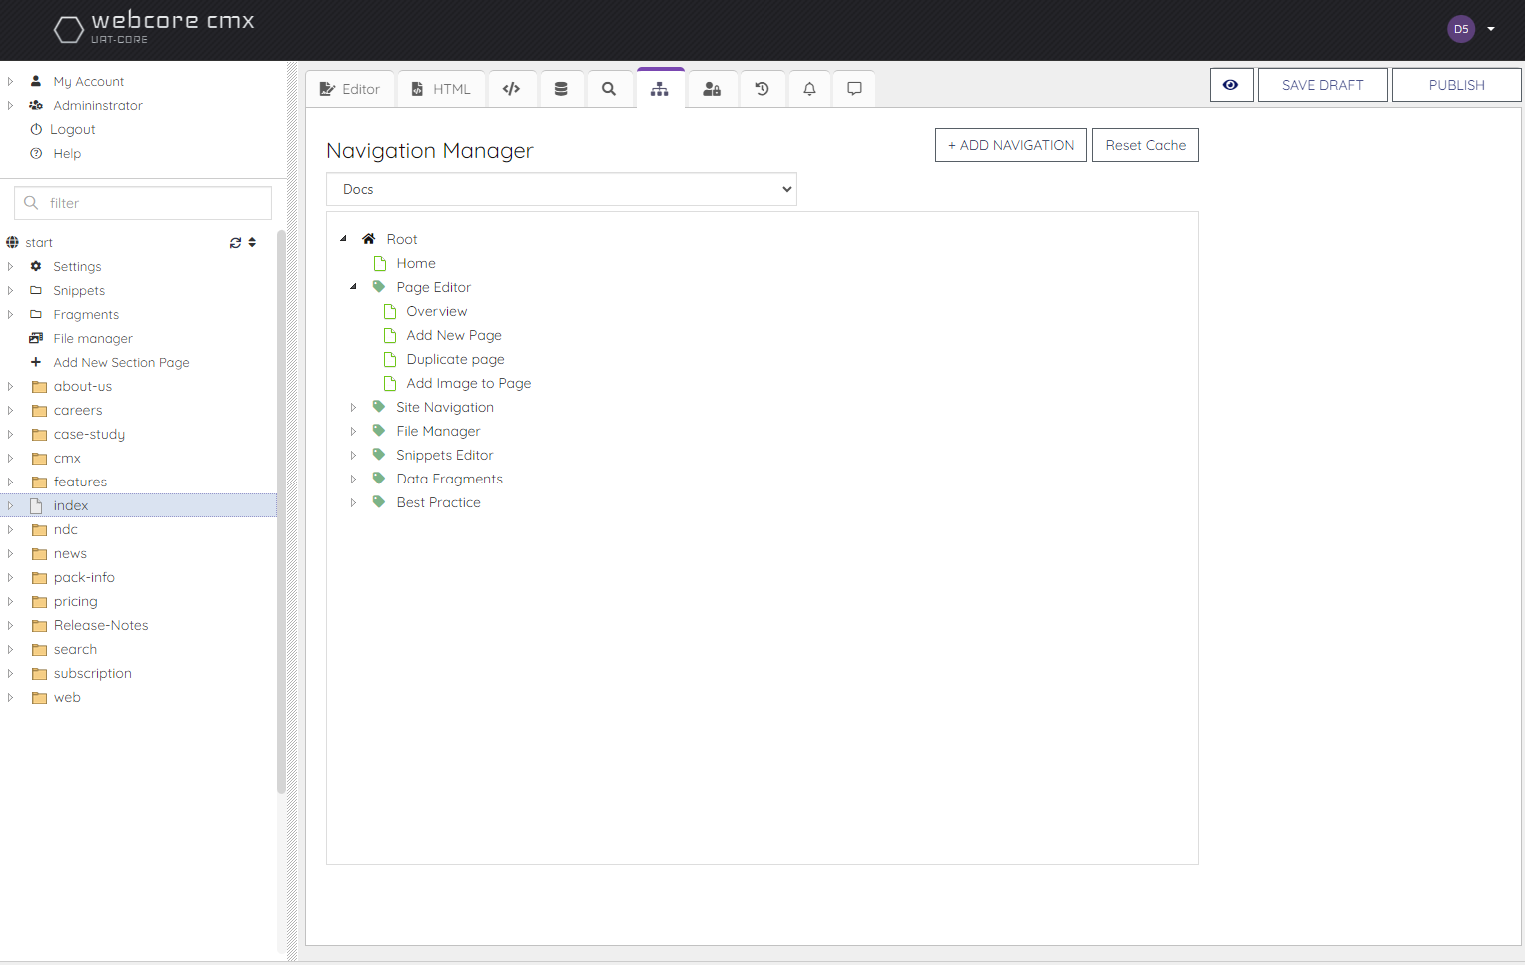 webcore cmx
UAT-CORE
D5
My Account
Admininstrator
Logout
Help
filter
start
Settings
Snippets
Fragments
File manager
Add New Section Page
about-us
careers
case-study
cmx
features
index
ndc
news
pack-info
pricing
Release-Notes
search
subscription
web
Editor
HTML
SAVE DRAFT
PUBLISH
Navigation Manager
+ ADD NAVIGATION
Reset Cache
Docs
Root
Home
Page Editor
Overview
Add New Page
Duplicate page
Add Image to Page
Site Navigation
File Manager
Snippets Editor
Data Fragments
Best Practice